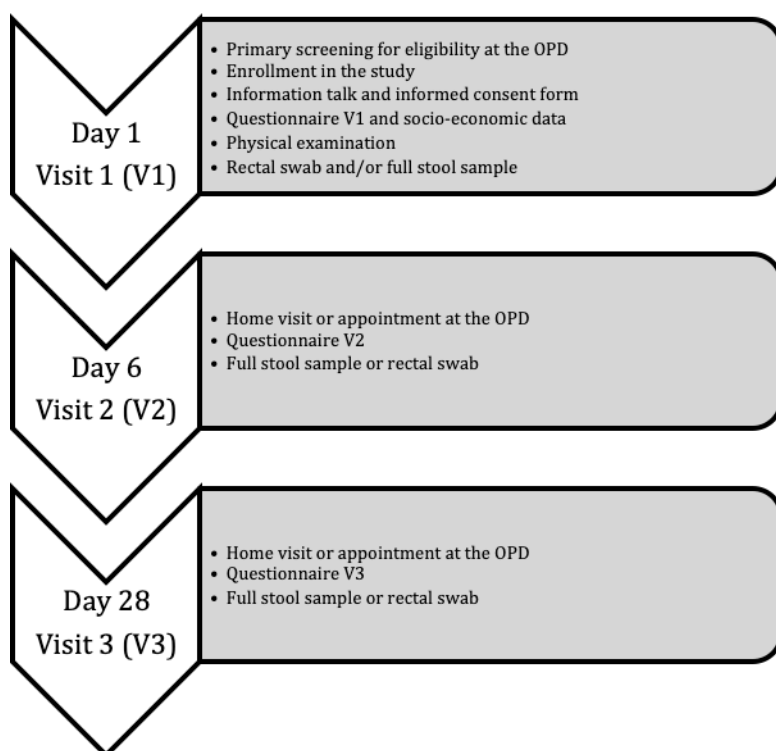 Day 1
Visit 1 (V1)
• Primary screening for eligibility at the OPD
• Enrollment in the study
• Information talk and informed consent form
• Questionnaire V1 and socio-economic data
• Physical examination
• Rectal swab and/or full stool sample
Day 6
Visit 2 (V2)
• Home visit or appointment at the OPD
• Questionnaire V2
• Full stool sample or rectal swab
Day 28
Visit 3 (V3)
• Home visit or appointment at the OPD
• Questionnaire V3
• Full stool sample or rectal swab